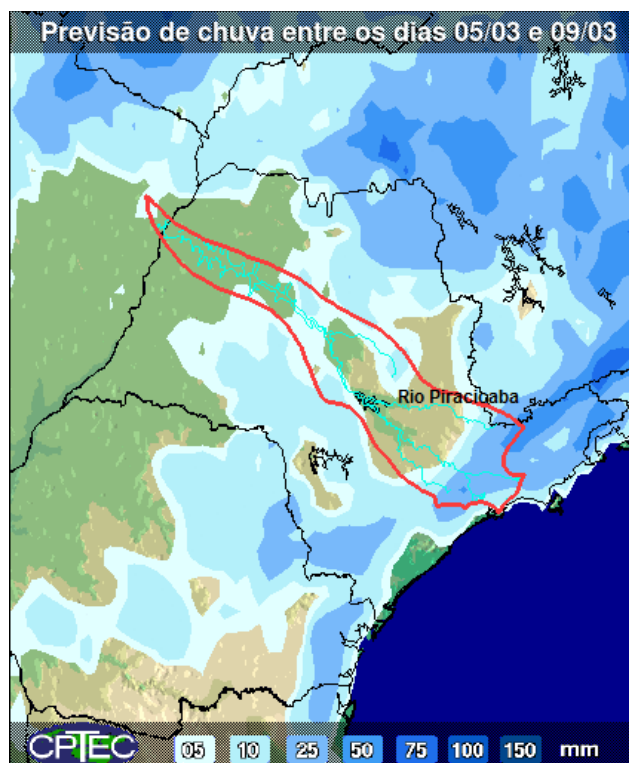 Previsão de chuva entre os dias 05/03 e 09/03
Rio Piracicaba
CPTEC
05 10 25 50 75 100 150 mm